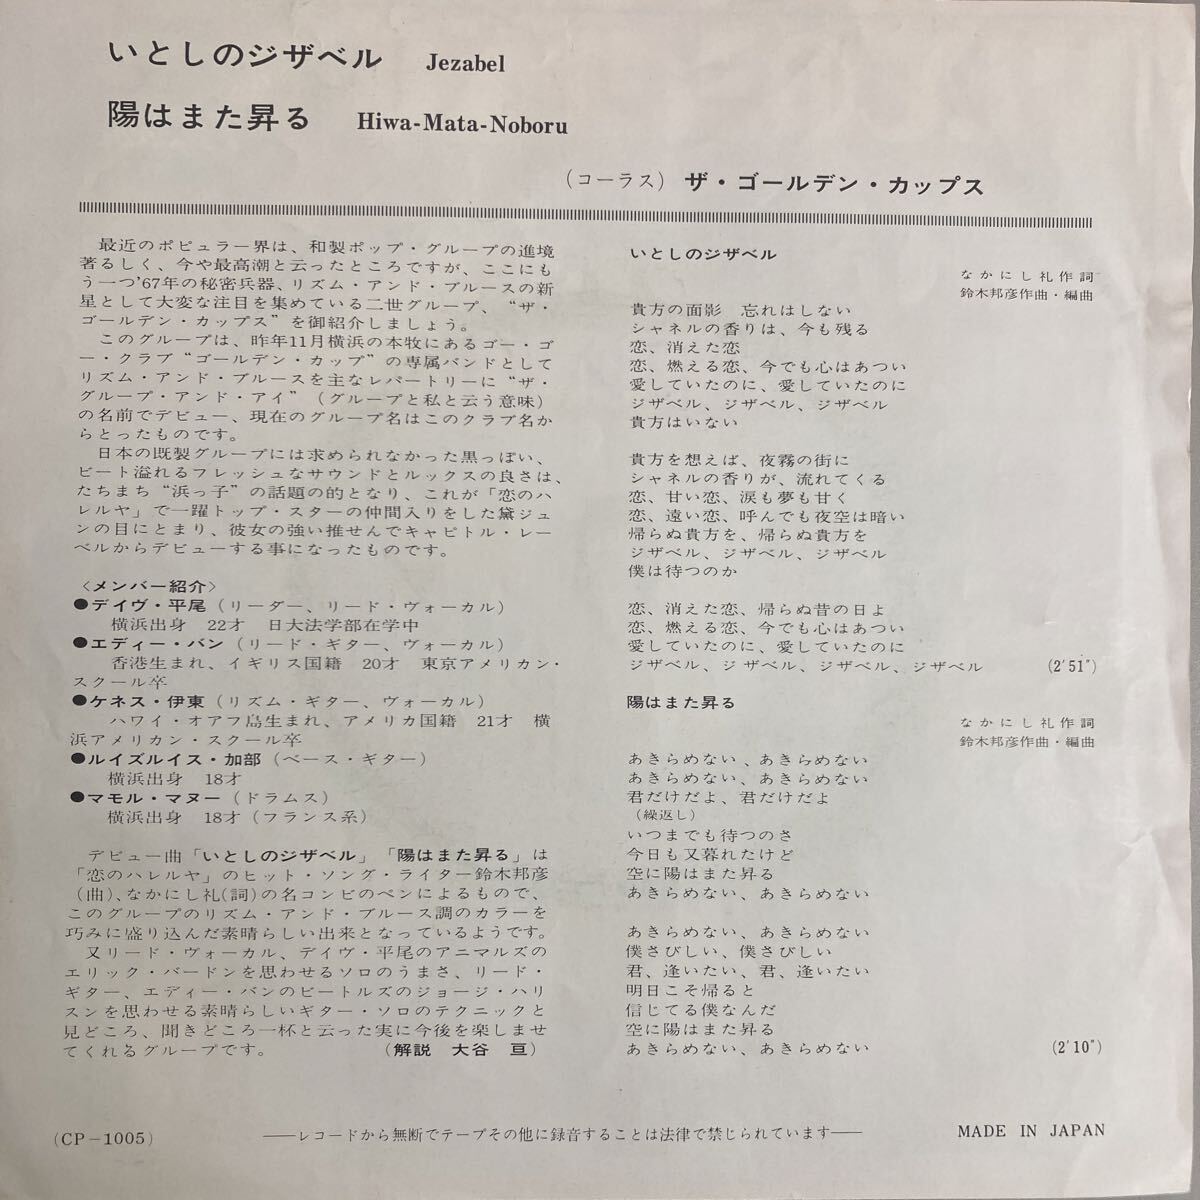 いとしのジザベル　Jezabel
陽はまた昇る　Hiwa-Mata-Noboru
(コーラス) ザ・ゴールデン・カップス
最近のポピュラー界は、和製ポップ・グループの進境
著るしく、今や最高潮と云ったところですが、ここにも
う一つ'67年の秘密兵器、リズム・アンド・ブルースの新
星として大変な注目を集めている二世グループ、“ザ・
ゴールデン・カップス”を御紹介しましょう。
このグループは、昨年11月横浜の本牧にあるゴー・ゴ
ー・クラブ“ゴールデン・カップ”の専属バンドとして
リズム・アンド・ブルースを主なレパートリーに“ザ・
グループ・アンド・アイ”（グループと私と云う意味）
の名前でデビュー、現在のグループ名はこのクラブ名か
らとったものです。
日本の既製グループには求められなかった黒っぽい、
ビート溢れるフレッシュなサウンドとルックスの良さは、
たちまち“浜っ子”の話題の的となり、これが「恋のハ
レルヤ」で一躍トップ・スターの仲間入りをした黛ジュ
ンの目にとまり、彼女の強い推せんでキャピトル・レー
ベルからデビューする事になったものです。
〈メンバー紹介〉
●デイヴ・平尾（リーダー、リード・ヴォーカル）
横浜出身　22才　日大法学部在学中
●エディー・バン（リード・ギター、ヴォーカル）
香港生まれ、イギリス国籍　20才　東京アメリカン・
スクール卒
●ケネス・伊東（リズム・ギター、ヴォーカル）
ハワイ・オアフ島生まれ、アメリカ国籍　21才　横
浜アメリカン・スクール卒
●ルイズルイス・加部（ベース・ギター）
横浜出身　18才
●マモル・マヌー（ドラムス）
横浜出身　18才（フランス系）
デビュー曲「いとしのジザベル」「陽はまた昇る」は
「恋のハレルヤ」のヒット・ソング・ライター鈴木邦彦
(曲)、なかにし礼(詞)の名コンビのペンによるもので、
このグループのリズム・アンド・ブルース調のカラーを
巧みに盛り込んだ素晴らしい出来となっているようです。
又リード・ヴォーカル、デイヴ・平尾のアニマルズの
エリック・バードンを思わせるソロのうまさ、リード・
ギター、エディー・バンのビートルズのジョージ・ハリ
スンを思わせる素晴らしいギター・ソロのテクニックと
見どころ、聞きどころ一杯と云った実に今後を楽しませ
てくれるグループです。　（解説　大谷　亘）
いとしのジザベル
なかにし礼作詞
鈴木邦彦作曲・編曲
貴方の面影　忘れはしない
シャネルの香りは、今も残る
恋、消えた恋
恋、燃える恋、今でも心はあつい
愛していたのに、愛していたのに
ジザベル、ジザベル、ジザベル
貴方はいない
貴方を想えば、夜霧の街に
シャネルの香りが、流れてくる
恋、甘い恋、涙も夢も甘く
恋、遠い恋、呼んでも夜空は暗い
帰らぬ貴方を、帰らぬ貴方を
ジザベル、ジザベル、ジザベル
僕は待つのか
恋、消えた恋、帰らぬ昔の日よ
恋、燃える恋、今でも心はあつい
愛していたのに、愛していたのに
ジザベル、ジザベル、ジザベル、ジザベル　(2′51″)
陽はまた昇る
なかにし礼作詞
鈴木邦彦作曲・編曲
あきらめない、あきらめない
あきらめない、あきらめない
君だけだよ、君だけだよ
(繰返し)
いつまでも待つのさ
今日も又暮れたけど
空に陽はまた昇る
あきらめない、あきらめない
あきらめない、あきらめない
僕さびしい、僕さびしい
君、逢いたい、君、逢いたい
明日こそ帰ると
信じてる僕なんだ
空に陽はまた昇る
あきらめない、あきらめない　(2′10″)
(CP－1005)
──レコードから無断でテープその他に録音することは法律で禁じられています──
MADE IN JAPAN